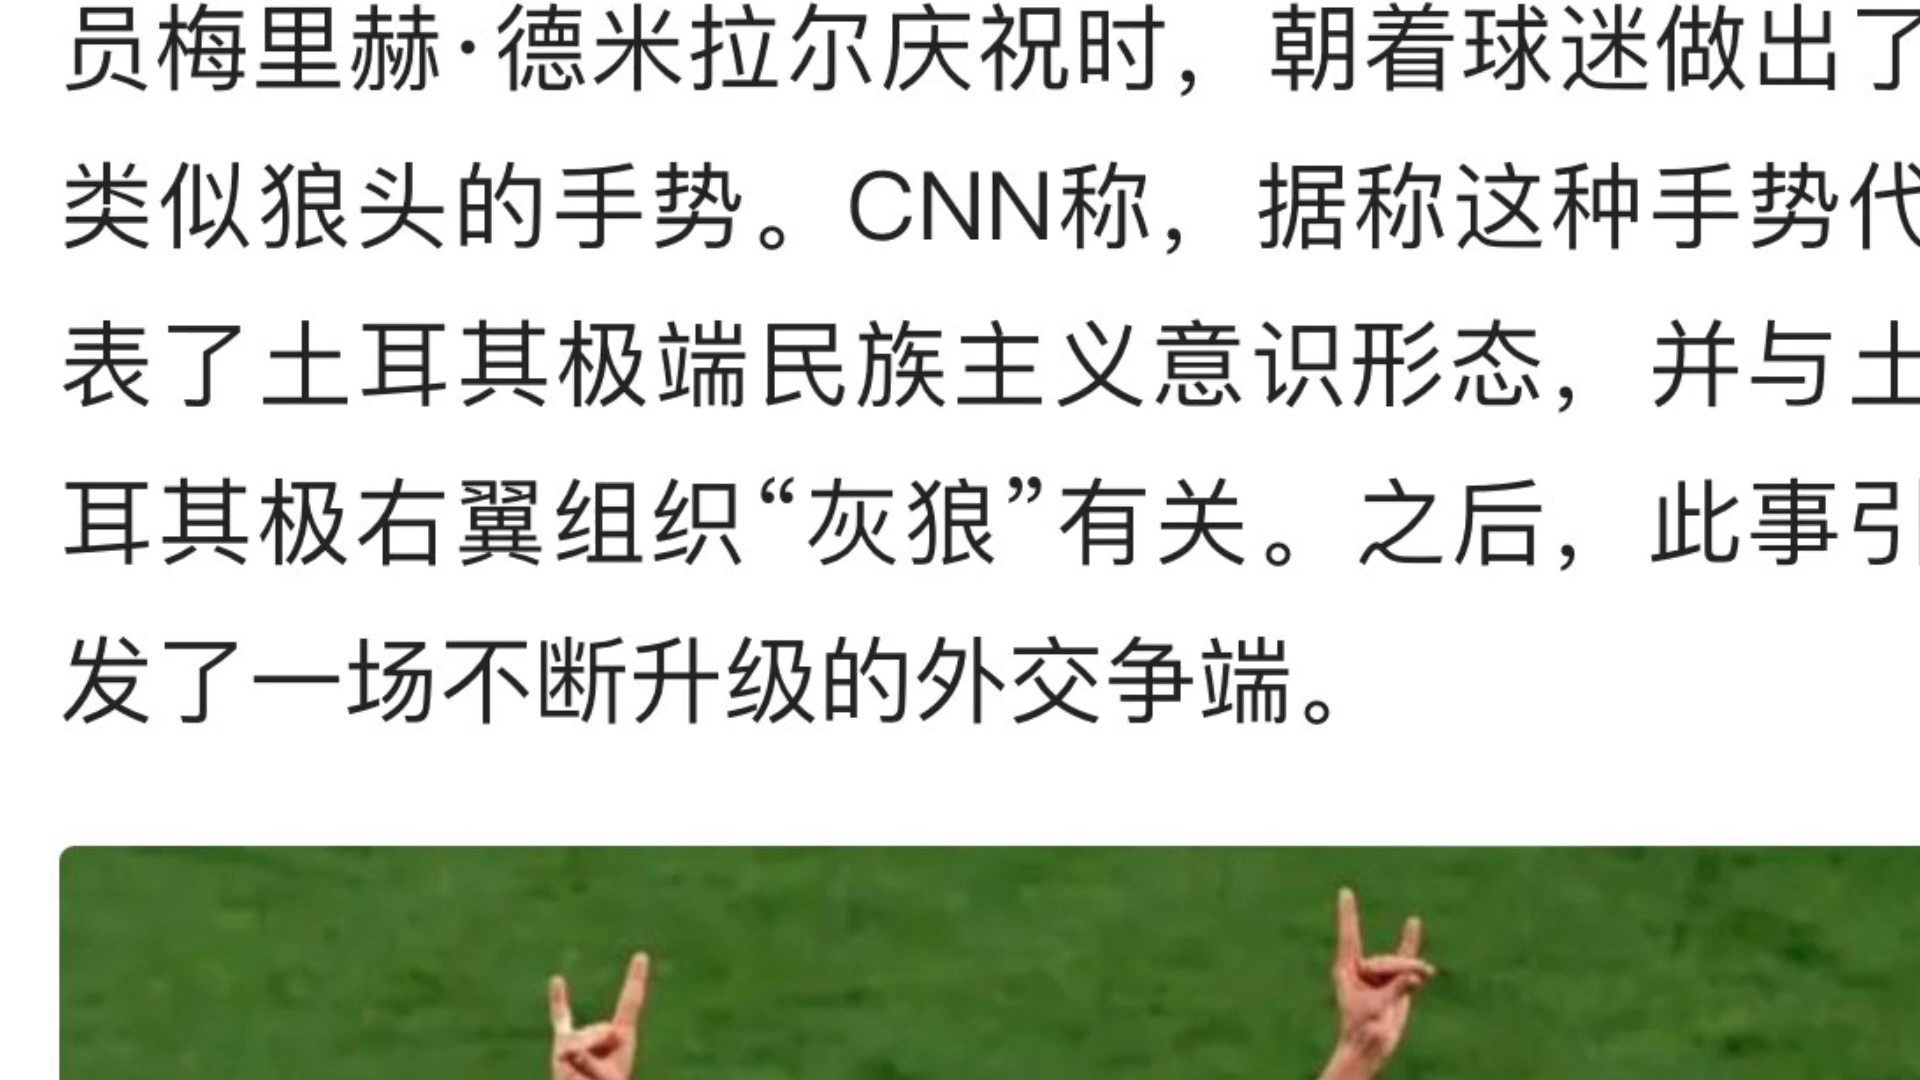 员梅里赫·德米拉尔庆祝时，朝着球迷做出了
类似狼头的手势。CNN称，据称这种手势代
表了土耳其极端民族主义意识形态，并与土
耳其极右翼组织“灰狼”有关。之后，此事引
发了一场不断升级的外交争端。